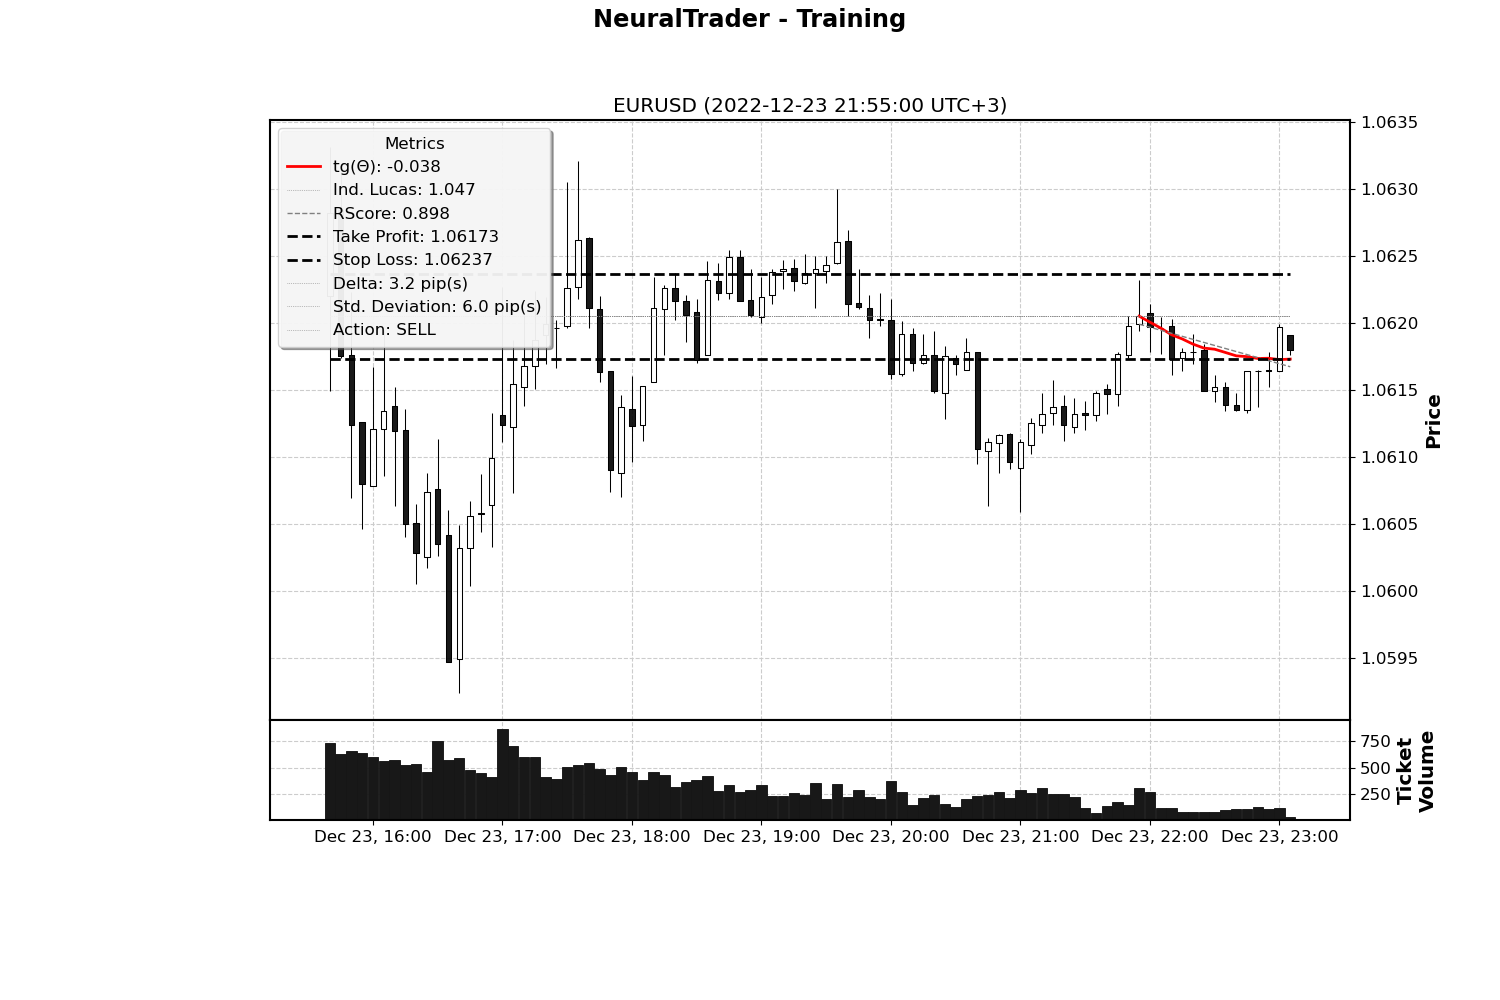 NeuralTrader - Training
EURUSD (2022-12-23 21:55:00 UTC+3)
Metrics
tg(Θ): -0.038
Ind. Lucas: 1.047
RScore: 0.898
Take Profit: 1.06173
Stop Loss: 1.06237
Delta: 3.2 pip(s)
Std. Deviation: 6.0 pip(s)
Action: SELL
1.0635
1.0630
1.0625
1.0620
1.0615
1.0610
1.0605
1.0600
1.0595
Price
750
500
250
Ticket
Volume
Dec 23, 16:00
Dec 23, 17:00
Dec 23, 18:00
Dec 23, 19:00
Dec 23, 20:00
Dec 23, 21:00
Dec 23, 22:00
Dec 23, 23:00